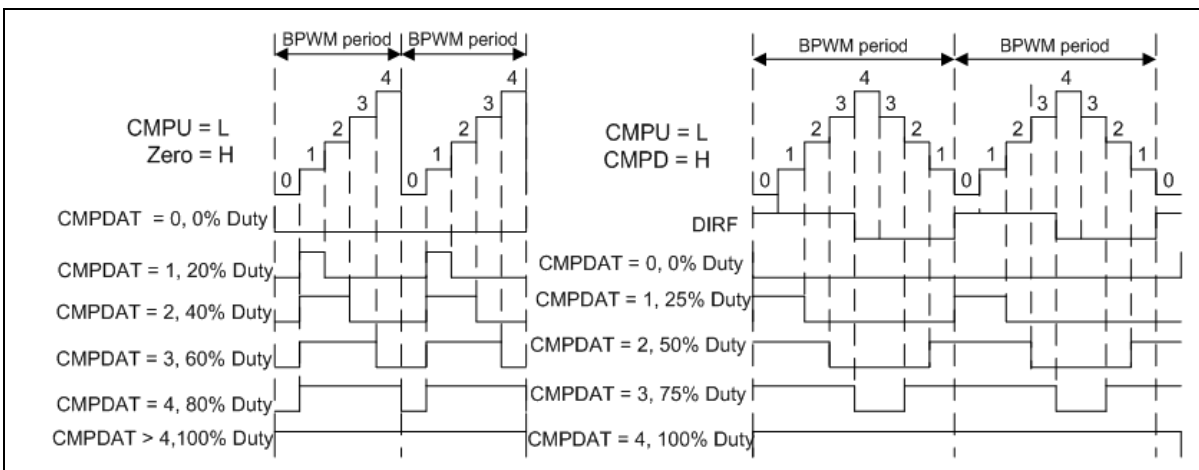 BPWM period
BPWM period
4
4
3
3
CMPU = L
2
2
Zero = H
1
1
0
0
CMPDAT = 0, 0% Duty
CMPDAT = 1, 20% Duty
CMPDAT = 2, 40% Duty
CMPDAT = 3, 60% Duty
CMPDAT = 4, 80% Duty
CMPDAT > 4,100% Duty
BPWM period
BPWM period
4
4
3
3
3
3
CMPU = L
2
2
2
2
CMPD = H
1
1
1
1
0
0
0
DIRF
CMPDAT = 0, 0% Duty
CMPDAT = 1, 25% Duty
CMPDAT = 2, 50% Duty
CMPDAT = 3, 75% Duty
CMPDAT = 4, 100% Duty